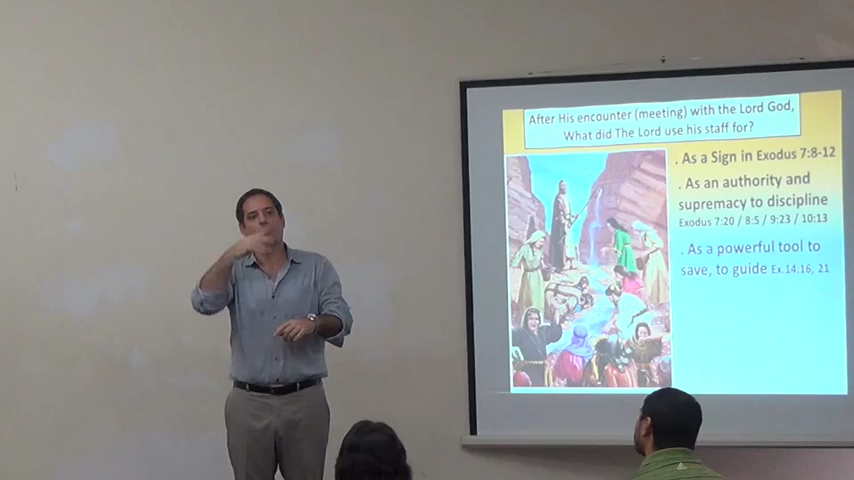 After His encounter (meeting) with the Lord God,
What did The Lord use his staff for?
. As a Sign in Exodus 7:8-12
. As an authority and
supremacy to discipline
Exodus 7:20 / 8:5 / 9:23 / 10:13
. As a powerful tool to
save, to guide Ex.14:16, 21